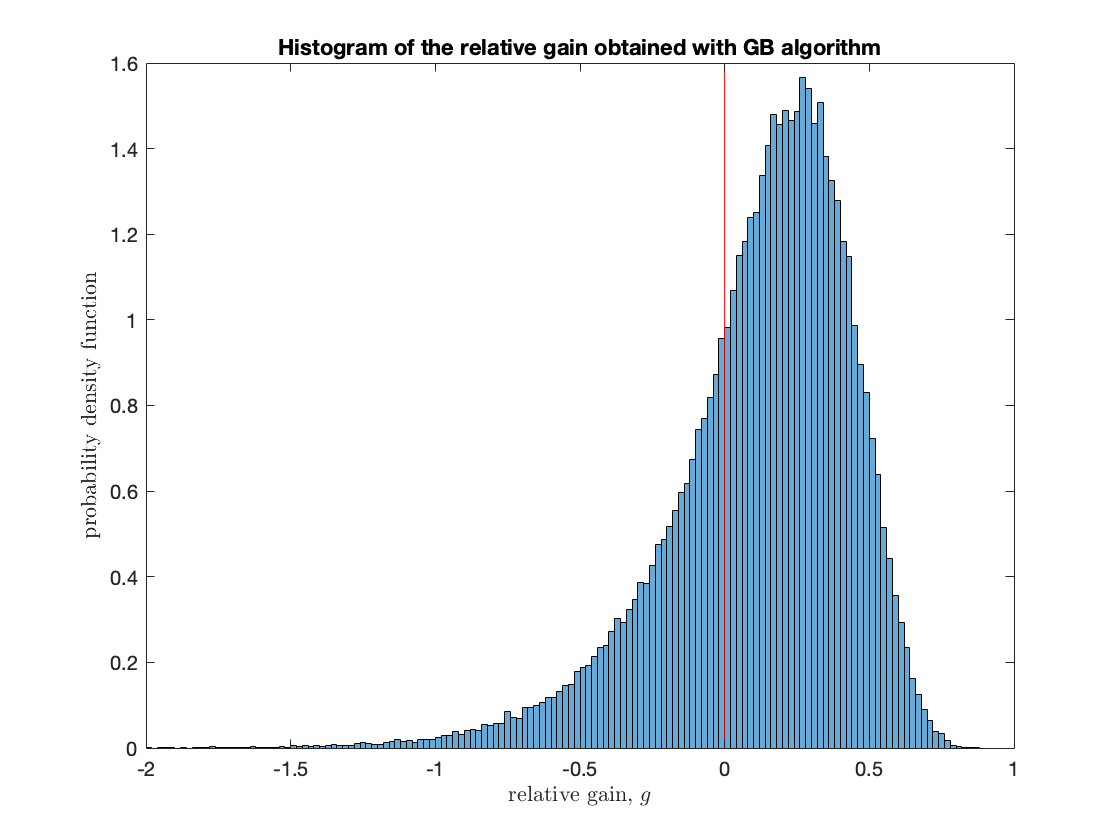 Histogram of the relative gain obtained with GB algorithm
1.6
1.4
1.2
1
0.8
0.6
0.4
0.2
0
probability density function
-2 -1.5 -1 -0.5 0 0.5 1
relative gain, g